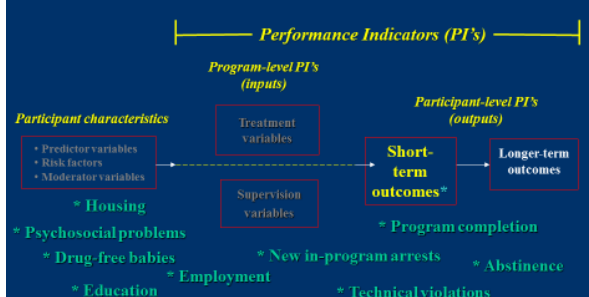 Performance Indicators (PI's)
Program-level PI's
(inputs)
Participant characteristics
• Predictor variables
• Risk factors
• Moderator variables
Treatment
variables
Supervision
variables
Participant-level PI's
(outputs)
Short-
term
outcomes*
Longer-term
outcomes
* Housing
* Program completion
* Psychosocial problems
* Drug-free babies
* New in-program arrests
* Abstinence
* Employment
* Education
* Technical violations